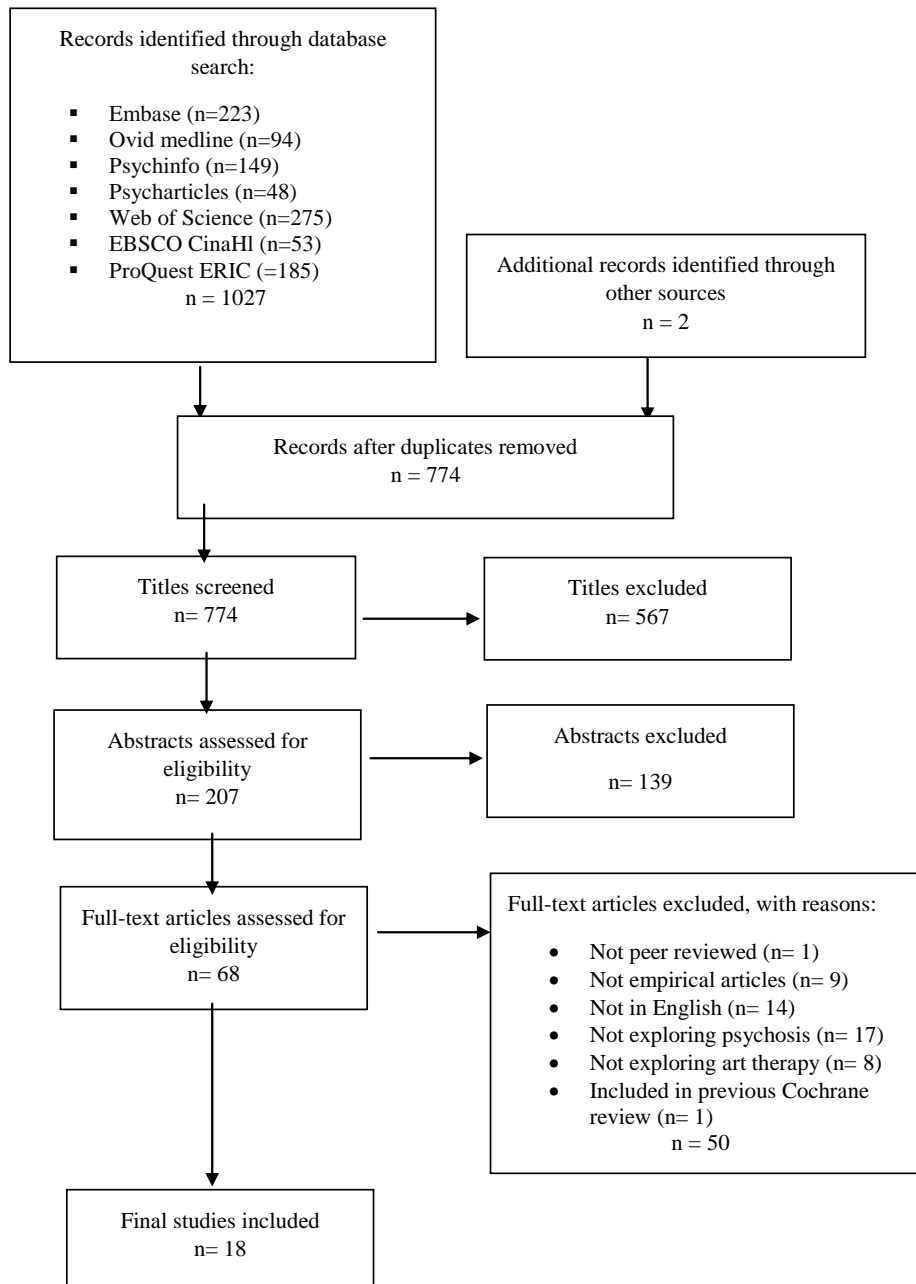 Records identified through database
search:
▪ Embase (n=223)
▪ Ovid medline (n=94)
▪ Psychinfo (n=149)
▪ Psycharticles (n=48)
▪ Web of Science (n=275)
▪ EBSCO CinaHl (n=53)
▪ ProQuest ERIC (=185)
n = 1027
Additional records identified through
other sources
n = 2
Records after duplicates removed
n = 774
Titles screened
n= 774
Titles excluded
n= 567
Abstracts assessed for
eligibility
n= 207
Abstracts excluded
n= 139
Full-text articles assessed for
eligibility
n= 68
Full-text articles excluded, with reasons:
• Not peer reviewed (n= 1)
• Not empirical articles (n= 9)
• Not in English (n= 14)
• Not exploring psychosis (n= 17)
• Not exploring art therapy (n= 8)
• Included in previous Cochrane
review (n= 1)
n = 50
Final studies included
n= 18